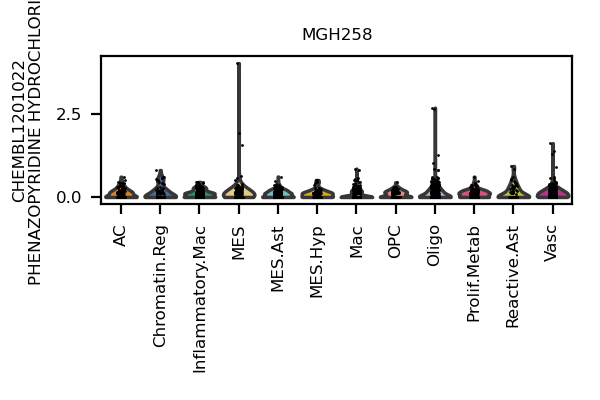 MGH258
CHEMBL1201022
PHENAZOPYRIDINE HYDROCHLORI
2.5
0.0
AC
Chromatin.Reg
Inflammatory.Mac
MES
MES.Ast
MES.Hyp
Mac
OPC
Oligo
Prolif.Metab
Reactive.Ast
Vasc